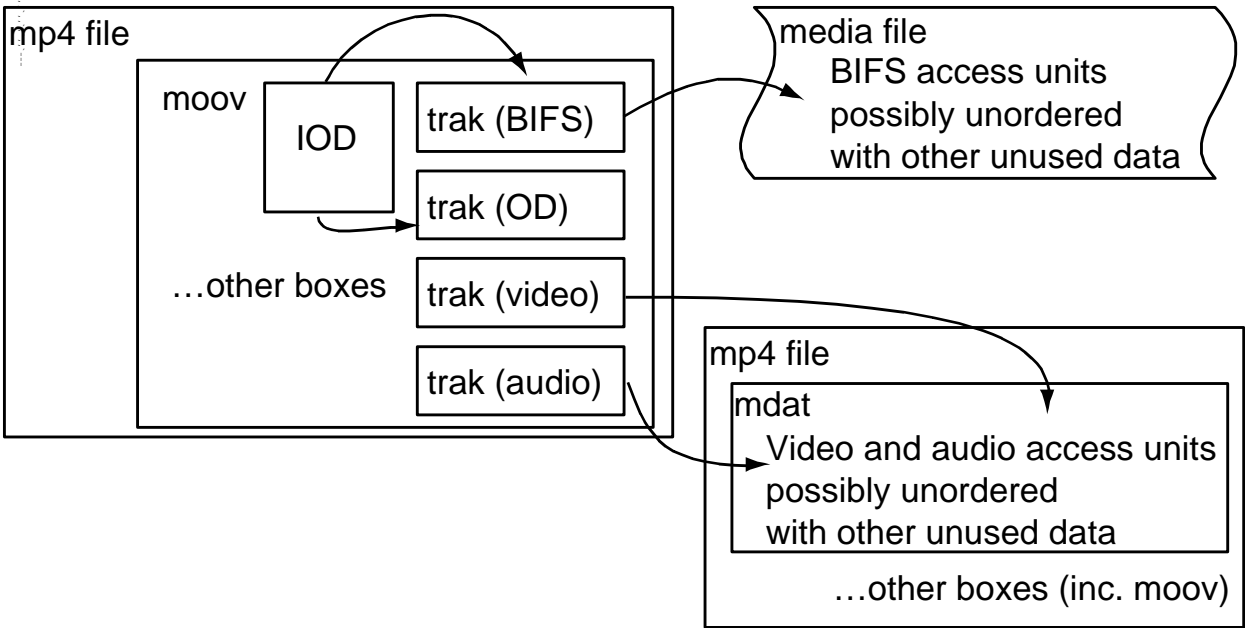 mp4 file
moov
IOD
trak (BIFS)
trak (OD)
…other boxes
trak (video)
trak (audio)
media file
BIFS access units
possibly unordered
with other unused data
mp4 file
mdat
Video and audio access units
possibly unordered
with other unused data
…other boxes (inc. moov)